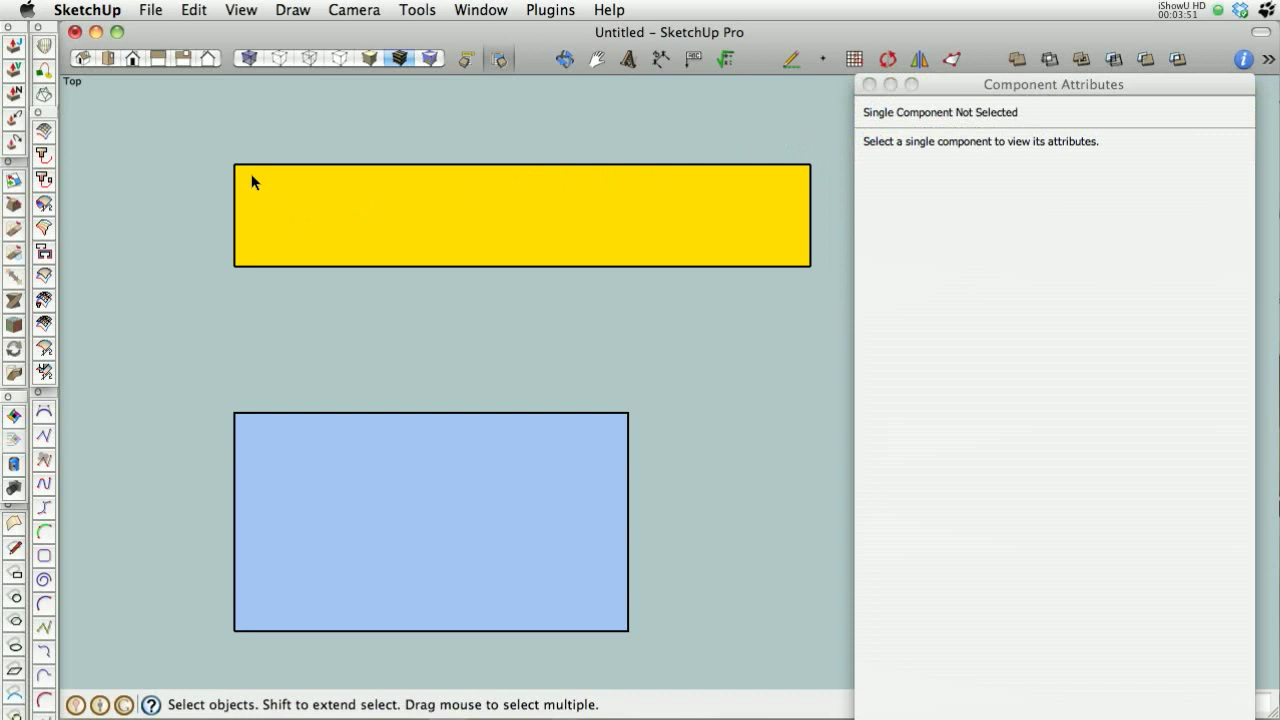 SketchUp File Edit View Draw Camera Tools Window Plugins Help
iShowU HD
00:03:51
Untitled – SketchUp Pro
Top
Component Attributes
Single Component Not Selected
Select a single component to view its attributes.
Select objects. Shift to extend select. Drag mouse to select multiple.